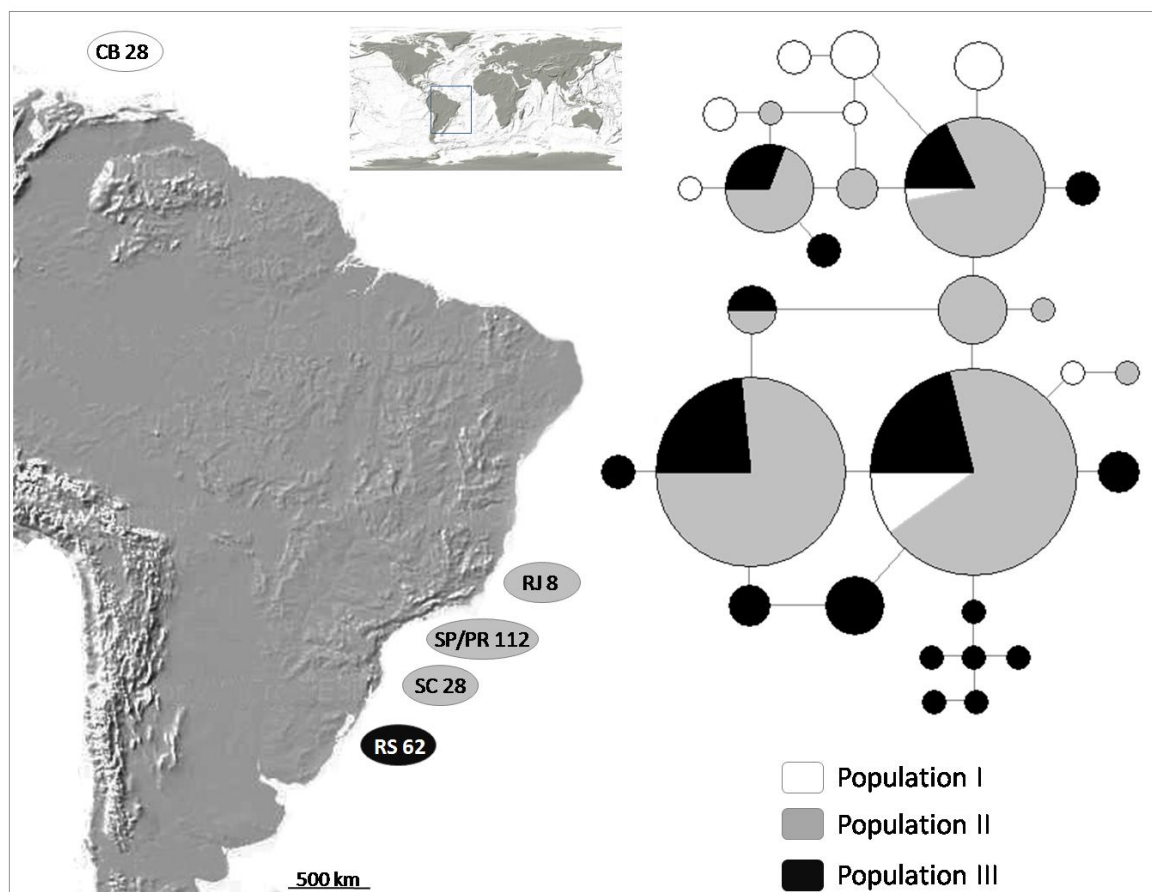 CB 28
RJ 8
SP/PR 112
SC 28
RS 62
500 km
Population I
Population II
Population III